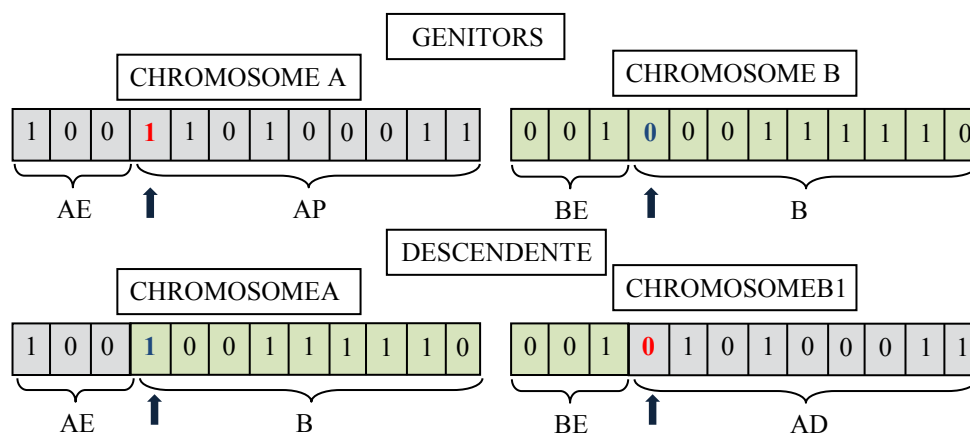 GENITORS
CHROMOSOME A
CHROMOSOME B
1 0 0 1 1 0 1 0 0 0 1 1
0 0 1 0 0 0 1 1 1 1 1 0
AE AP BE B
DESCENDENTE
CHROMOSOMEA
CHROMOSOMEB1
1 0 0 1 0 0 1 1 1 1 1 0
0 0 1 0 1 0 1 0 0 0 1 1
AE B BE AD